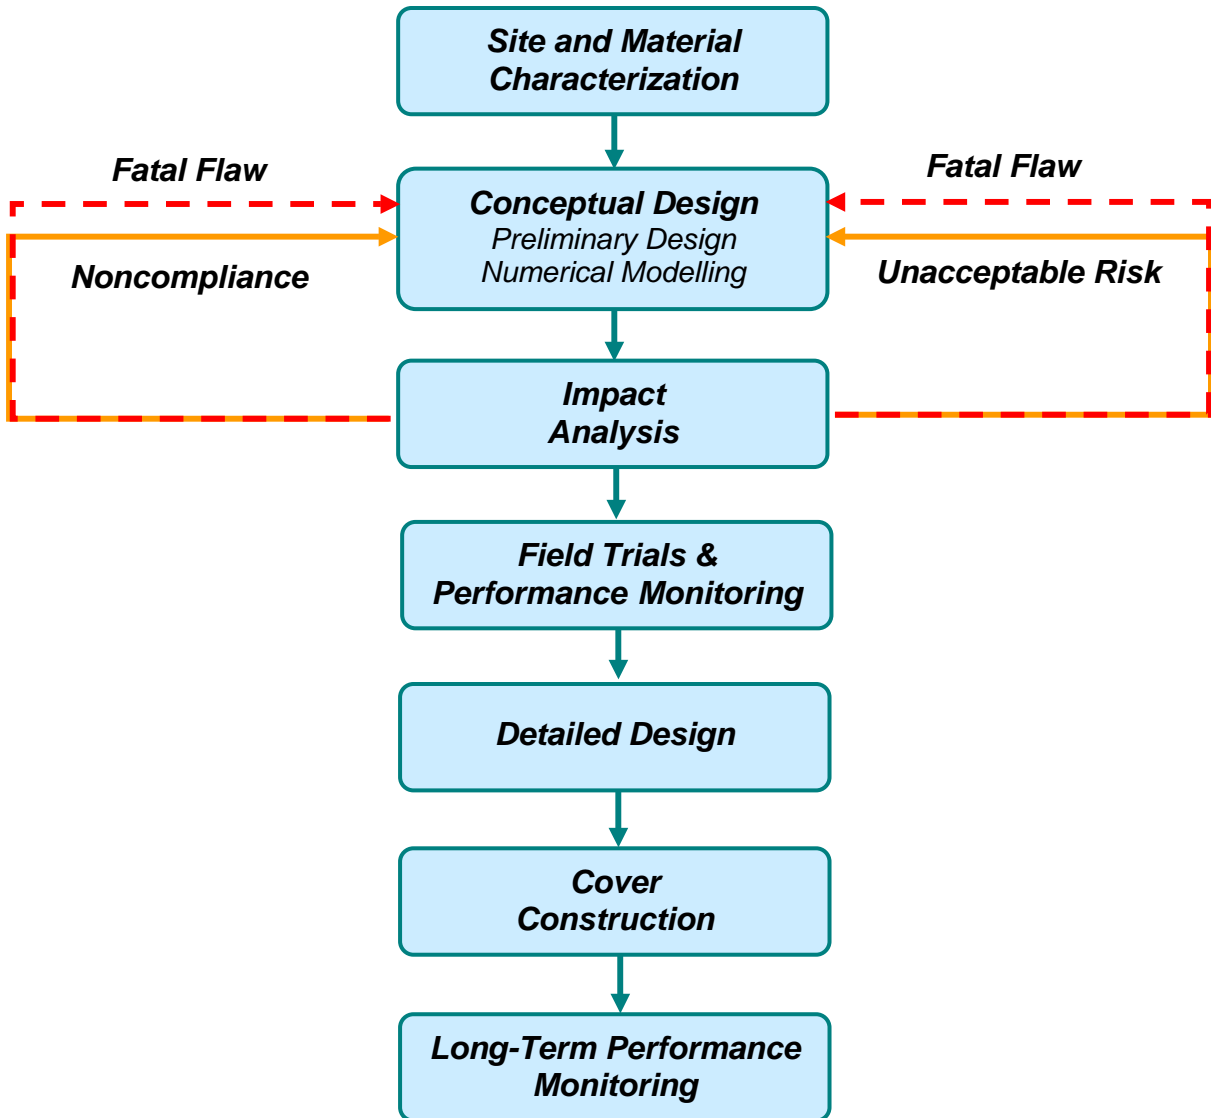 Site and Material
Characterization
Fatal Flaw
Fatal Flaw
Conceptual Design
Preliminary Design
Numerical Modelling
Noncompliance
Unacceptable Risk
Impact
Analysis
Field Trials &
Performance Monitoring
Detailed Design
Cover
Construction
Long-Term Performance
Monitoring